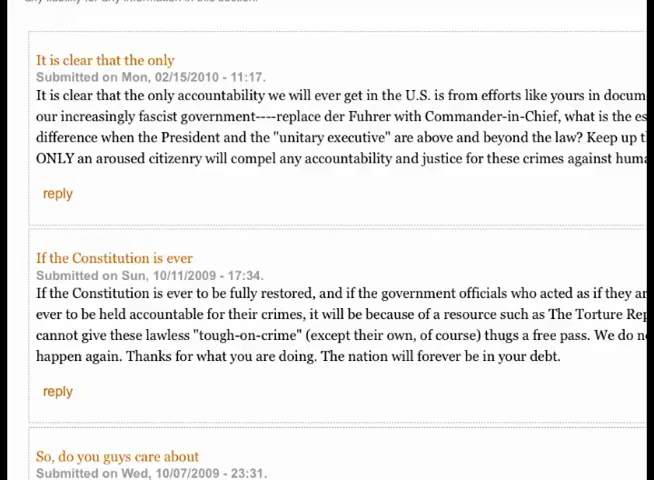 any liability for any information in this section.
It is clear that the only
Submitted on Mon, 02/15/2010 - 11:17.
It is clear that the only accountability we will ever get in the U.S. is from efforts like yours in docum
our increasingly fascist government----replace der Fuhrer with Commander-in-Chief, what is the es
difference when the President and the "unitary executive" are above and beyond the law? Keep up t
ONLY an aroused citizenry will compel any accountability and justice for these crimes against huma
reply
If the Constitution is ever
Submitted on Sun, 10/11/2009 - 17:34.
If the Constitution is ever to be fully restored, and if the government officials who acted as if they ar
ever to be held accountable for their crimes, it will be because of a resource such as The Torture Rep
cannot give these lawless "tough-on-crime" (except their own, of course) thugs a free pass. We do n
happen again. Thanks for what you are doing. The nation will forever be in your debt.
reply
So, do you guys care about
Submitted on Wed, 10/07/2009 - 23:31.